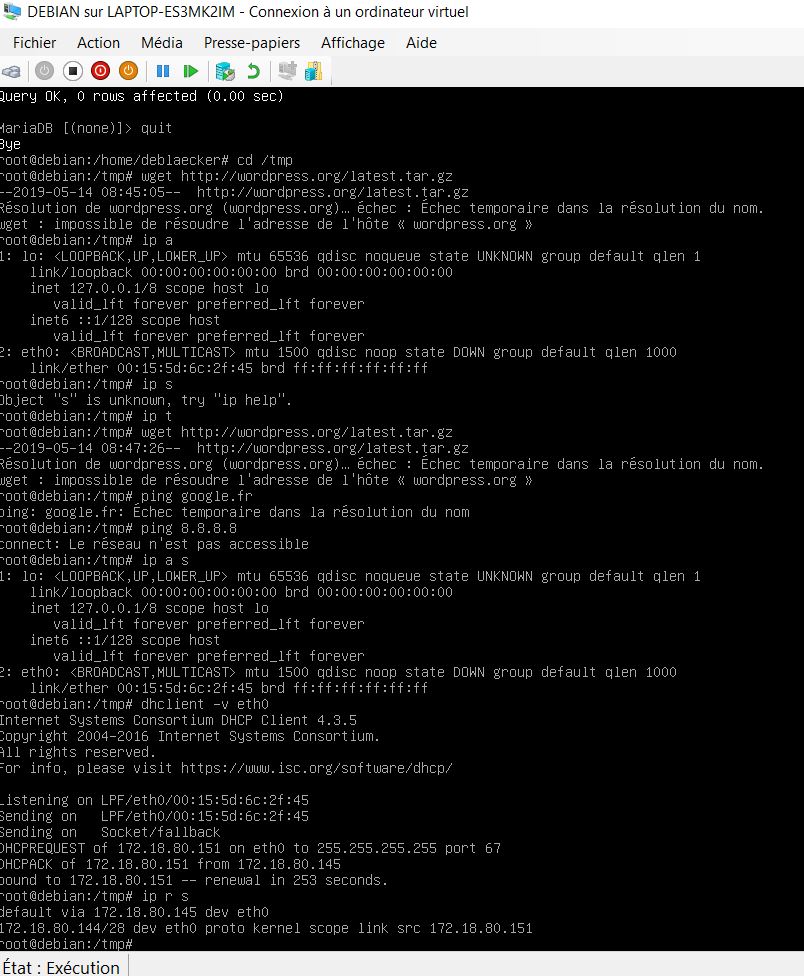 DEBIAN sur LAPTOP-ES3MK2IM - Connexion à un ordinateur virtuel
Fichier Action Média Presse-papiers Affichage Aide
Query OK, 0 rows affected (0.00 sec)
MariaDB [(none)]> quit
Bye
root@debian:/home/deblaecker# cd /tmp
root@debian:/tmp# wget http://wordpress.org/latest.tar.gz
--2019-05-14 08:45:05-- http://wordpress.org/latest.tar.gz
Résolution de wordpress.org (wordpress.org)… échec : Échec temporaire dans la résolution du nom.
wget : impossible de résoudre l'adresse de l'hôte « wordpress.org »
root@debian:/tmp# ip a
1: lo: <LOOPBACK,UP,LOWER_UP> mtu 65536 qdisc noqueue state UNKNOWN group default qlen 1
link/loopback 00:00:00:00:00:00 brd 00:00:00:00:00:00
inet 127.0.0.1/8 scope host lo
valid_lft forever preferred_lft forever
inet6 ::1/128 scope host
valid_lft forever preferred_lft forever
2: eth0: <BROADCAST,MULTICAST> mtu 1500 qdisc noop state DOWN group default qlen 1000
link/ether 00:15:5d:6c:2f:45 brd ff:ff:ff:ff:ff:ff
root@debian:/tmp# ip s
Object "s" is unknown, try "ip help".
root@debian:/tmp# ip t
root@debian:/tmp# wget http://wordpress.org/latest.tar.gz
--2019-05-14 08:47:26-- http://wordpress.org/latest.tar.gz
Résolution de wordpress.org (wordpress.org)… échec : Échec temporaire dans la résolution du nom.
wget : impossible de résoudre l'adresse de l'hôte « wordpress.org »
root@debian:/tmp# ping google.fr
ping: google.fr: Échec temporaire dans la résolution du nom
root@debian:/tmp# ping 8.8.8.8
connect: Le réseau n'est pas accessible
root@debian:/tmp# ip a s
1: lo: <LOOPBACK,UP,LOWER_UP> mtu 65536 qdisc noqueue state UNKNOWN group default qlen 1
link/loopback 00:00:00:00:00:00 brd 00:00:00:00:00:00
inet 127.0.0.1/8 scope host lo
valid_lft forever preferred_lft forever
inet6 ::1/128 scope host
valid_lft forever preferred_lft forever
2: eth0: <BROADCAST,MULTICAST> mtu 1500 qdisc noop state DOWN group default qlen 1000
link/ether 00:15:5d:6c:2f:45 brd ff:ff:ff:ff:ff:ff
root@debian:/tmp# dhclient -v eth0
Internet Systems Consortium DHCP Client 4.3.5
Copyright 2004-2016 Internet Systems Consortium.
All rights reserved.
For info, please visit https://www.isc.org/software/dhcp/
Listening on LPF/eth0/00:15:5d:6c:2f:45
Sending on LPF/eth0/00:15:5d:6c:2f:45
Sending on Socket/fallback
DHCPREQUEST of 172.18.80.151 on eth0 to 255.255.255.255 port 67
DHCPACK of 172.18.80.151 from 172.18.80.145
bound to 172.18.80.151 -- renewal in 253 seconds.
root@debian:/tmp# ip r s
default via 172.18.80.145 dev eth0
172.18.80.144/28 dev eth0 proto kernel scope link src 172.18.80.151
root@debian:/tmp#
État : Exécution